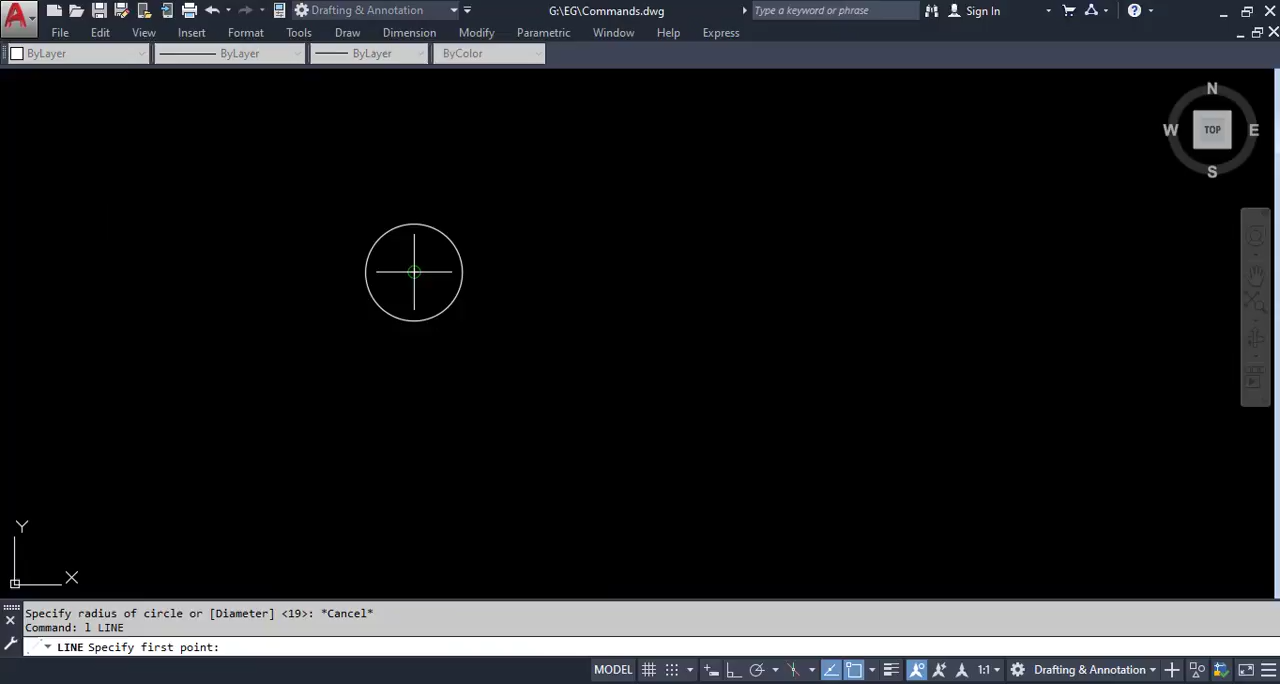 Drafting & Annotation
G:\EG\Commands.dwg
Type a keyword or phrase
Sign In
File Edit View Insert Format Tools Draw Dimension Modify Parametric Window Help Express
ByLayer ByLayer ByLayer ByColor
N
W TOP E
S
Y
X
Specify radius of circle or [Diameter] <19>: *Cancel*
Command: l LINE
LINE Specify first point:
MODEL 1:1 Drafting & Annotation